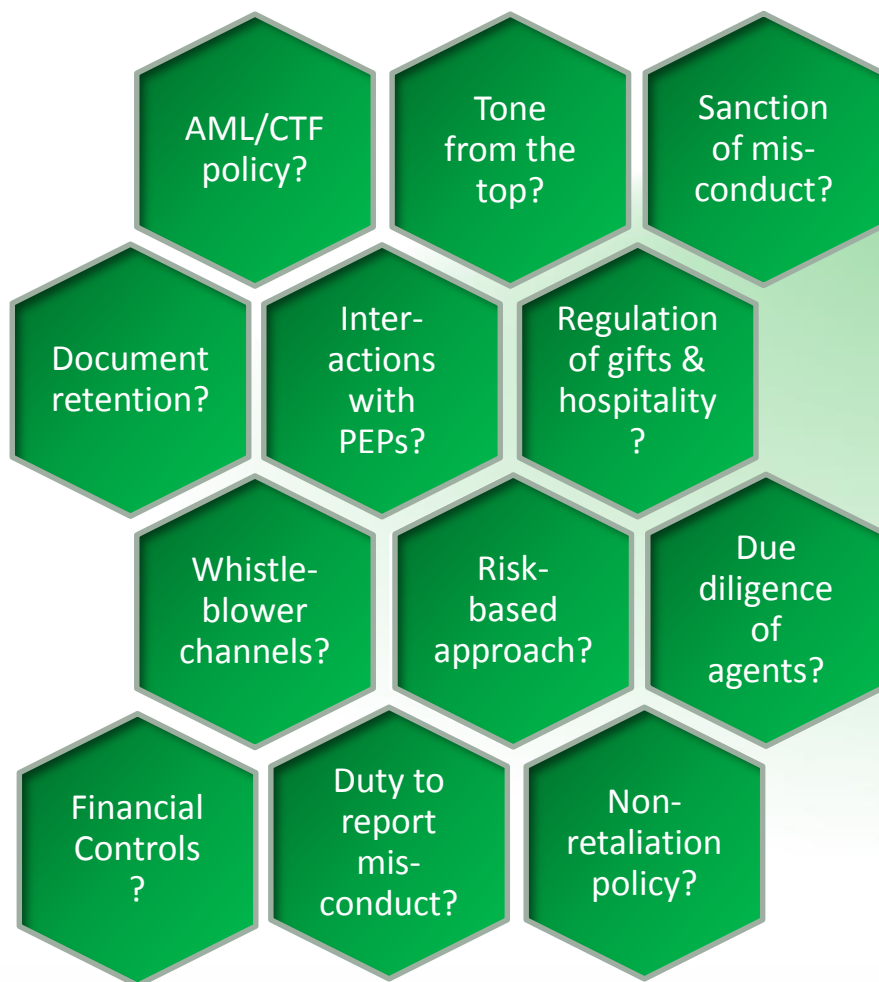 AML/CTF
policy?
Tone
from the
top?
Sanction
of mis-
conduct?
Document
retention?
Inter-
actions
with
PEPs?
Regulation
of gifts &
hospitality
?
Whistle-
blower
channels?
Risk-
based
approach?
Due
diligence
of
agents?
Financial
Controls
?
Duty to
report
mis-
conduct?
Non-
retaliation
policy?